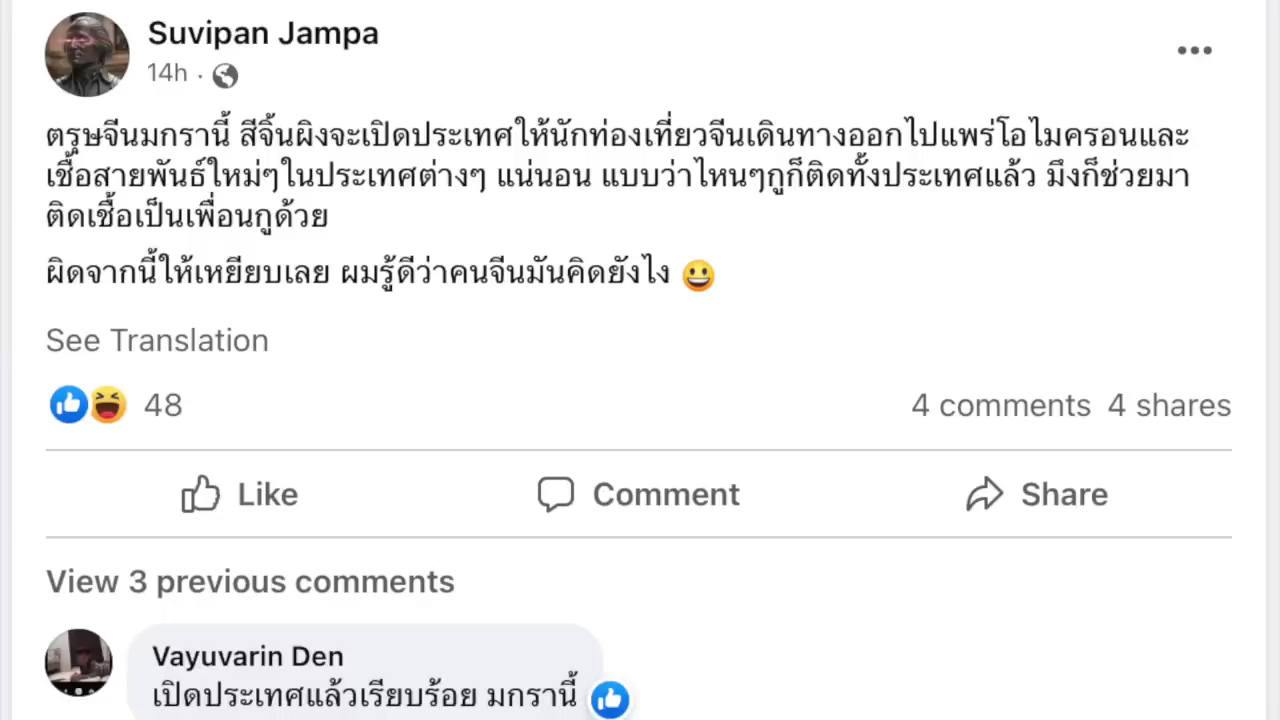 Suvipan Jampa
14h ·
ตรุษจีนมกรานี้ สีจิ้นผิงจะเปิดประเทศให้นักท่องเที่ยวจีนเดินทางออกไปแพร่โอไมครอนและ
เชื้อสายพันธ์ใหม่ๆในประเทศต่างๆ แน่นอน แบบว่าไหนๆกูก็ติดทั้งประเทศแล้ว มึงก็ช่วยมา
ติดเชื้อเป็นเพื่อนกูด้วย
ผิดจากนี้ให้เหยียบเลย ผมรู้ดีว่าคนจีนมันคิดยังไง 😀
See Translation
48
4 comments 4 shares
Like Comment Share
View 3 previous comments
Vayuvarin Den
เปิดประเทศแล้วเรียบร้อย มกรานี้